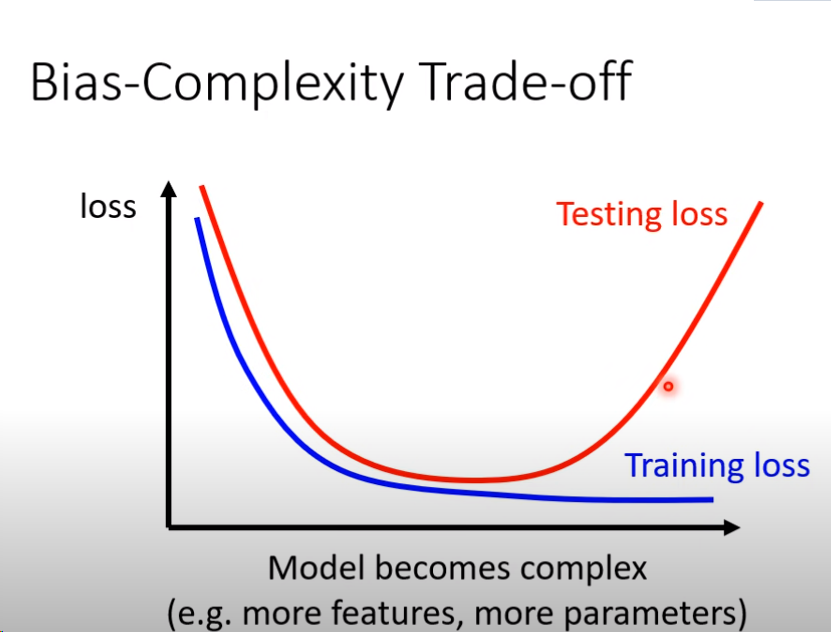 Bias-Complexity Trade-off
loss
Testing loss
Training loss
Model becomes complex
(e.g. more features, more parameters)